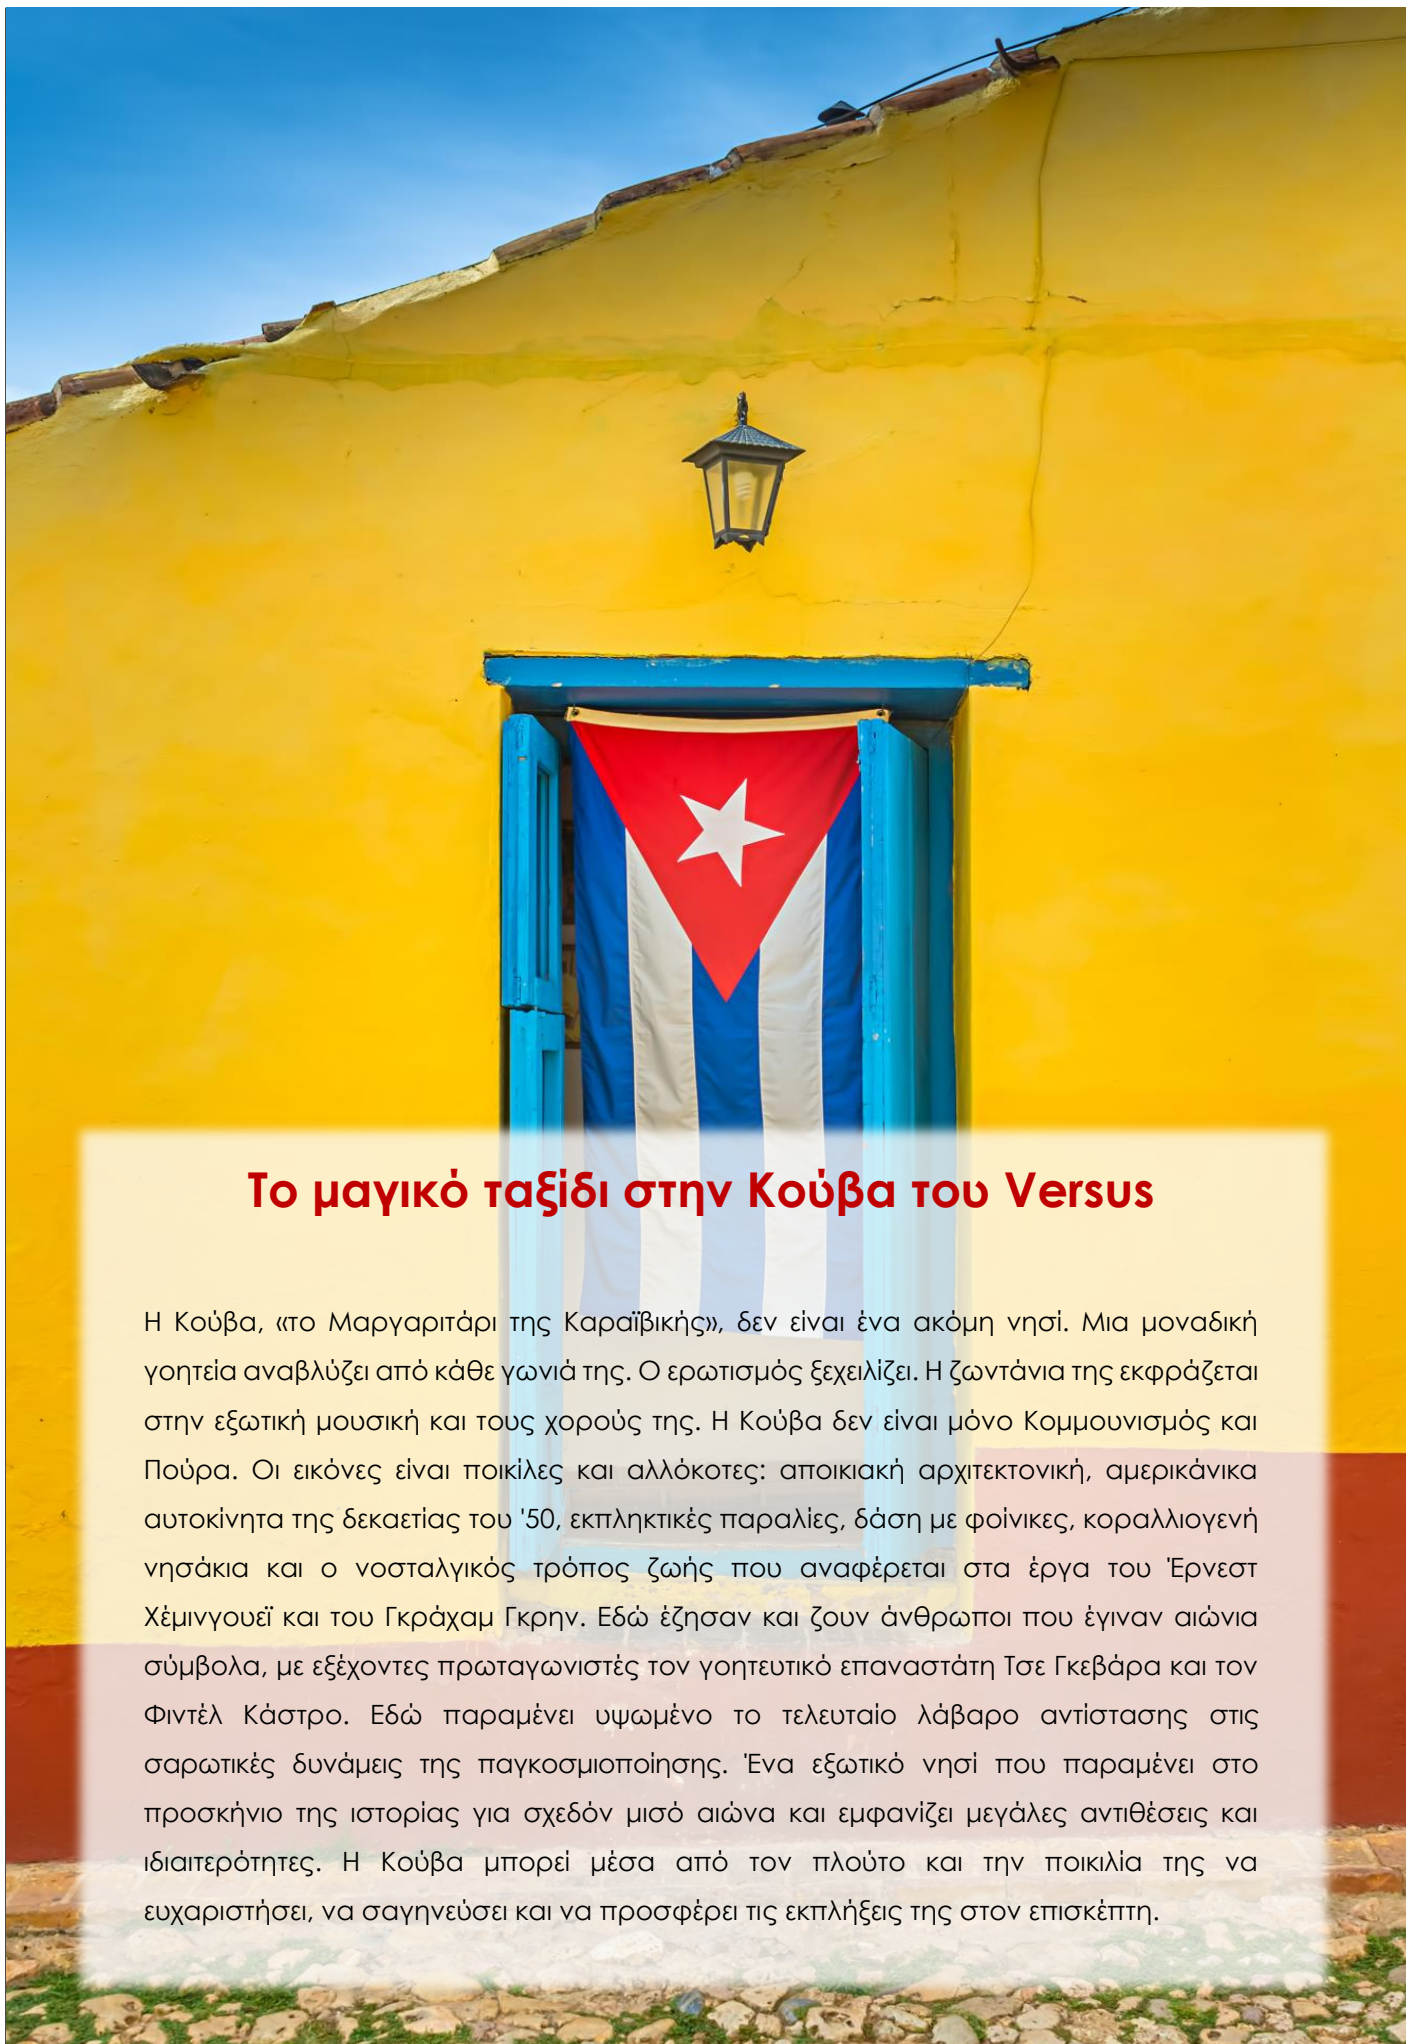 Το μαγικό ταξίδι στην Κούβα του Versus
Η Κούβα, «το Μαργαριτάρι της Καραϊβικής», δεν είναι ένα ακόμη νησί. Μια μοναδική
γοητεία αναβλύζει από κάθε γωνιά της. Ο ερωτισμός ξεχειλίζει. Η ζωντάνια της εκφράζεται
στην εξωτική μουσική και τους χορούς της. Η Κούβα δεν είναι μόνο Κομμουνισμός και
Πούρα. Οι εικόνες είναι ποικίλες και αλλόκοτες: αποικιακή αρχιτεκτονική, αμερικάνικα
αυτοκίνητα της δεκαετίας του '50, εκπληκτικές παραλίες, δάση με φοίνικες, κοραλλιογενή
νησάκια και ο νοσταλγικός τρόπος ζωής που αναφέρεται στα έργα του Έρνεστ
Χέμινγουεϊ και του Γκράχαμ Γκρην. Εδώ έζησαν και ζουν άνθρωποι που έγιναν αιώνια
σύμβολα, με εξέχοντες πρωταγωνιστές τον γοητευτικό επαναστάτη Τσε Γκεβάρα και τον
Φιντέλ Κάστρο. Εδώ παραμένει υψωμένο το τελευταίο λάβαρο αντίστασης στις
σαρωτικές δυνάμεις της παγκοσμιοποίησης. Ένα εξωτικό νησί που παραμένει στο
προσκήνιο της ιστορίας για σχεδόν μισό αιώνα και εμφανίζει μεγάλες αντιθέσεις και
ιδιαιτερότητες. Η Κούβα μπορεί μέσα από τον πλούτο και την ποικιλία της να
ευχαριστήσει, να σαγηνεύσει και να προσφέρει τις εκπλήξεις της στον επισκέπτη.